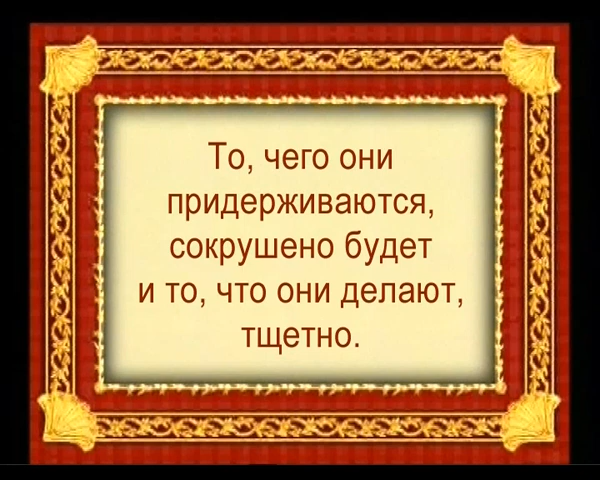 То, чего они
придерживаются,
сокрушено будет
и то, что они делают,
тщетно.